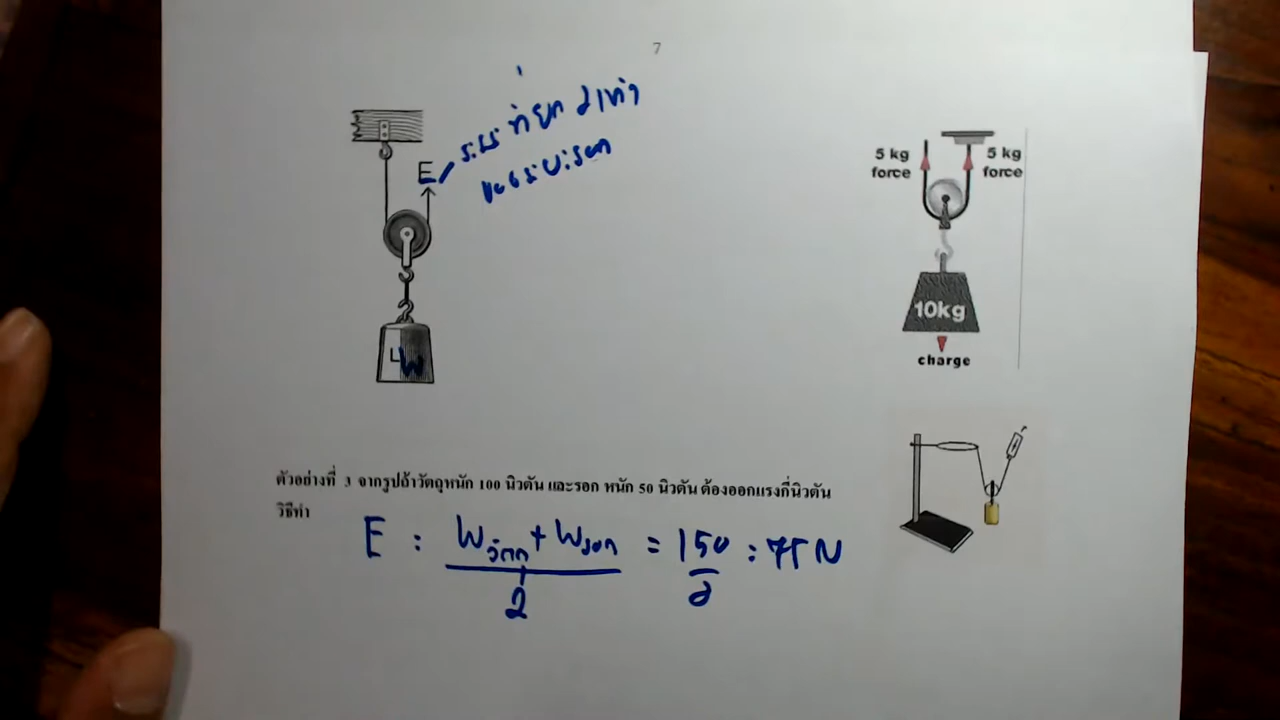 7
ระยะที่ยก 2 เท่า
ของระยะรอก
E
L W
5 kg
force
5 kg
force
10kg
charge
ตัวอย่างที่ 3 จากรูปถ้าวัตถุหนัก 100 นิวตัน และรอก หนัก 50 นิวตัน ต้องออกแรงกี่นิวตัน
วิธีทำ
E : Wวัตถุ + Wรอก / 2 = 150 / 2 : 75 N